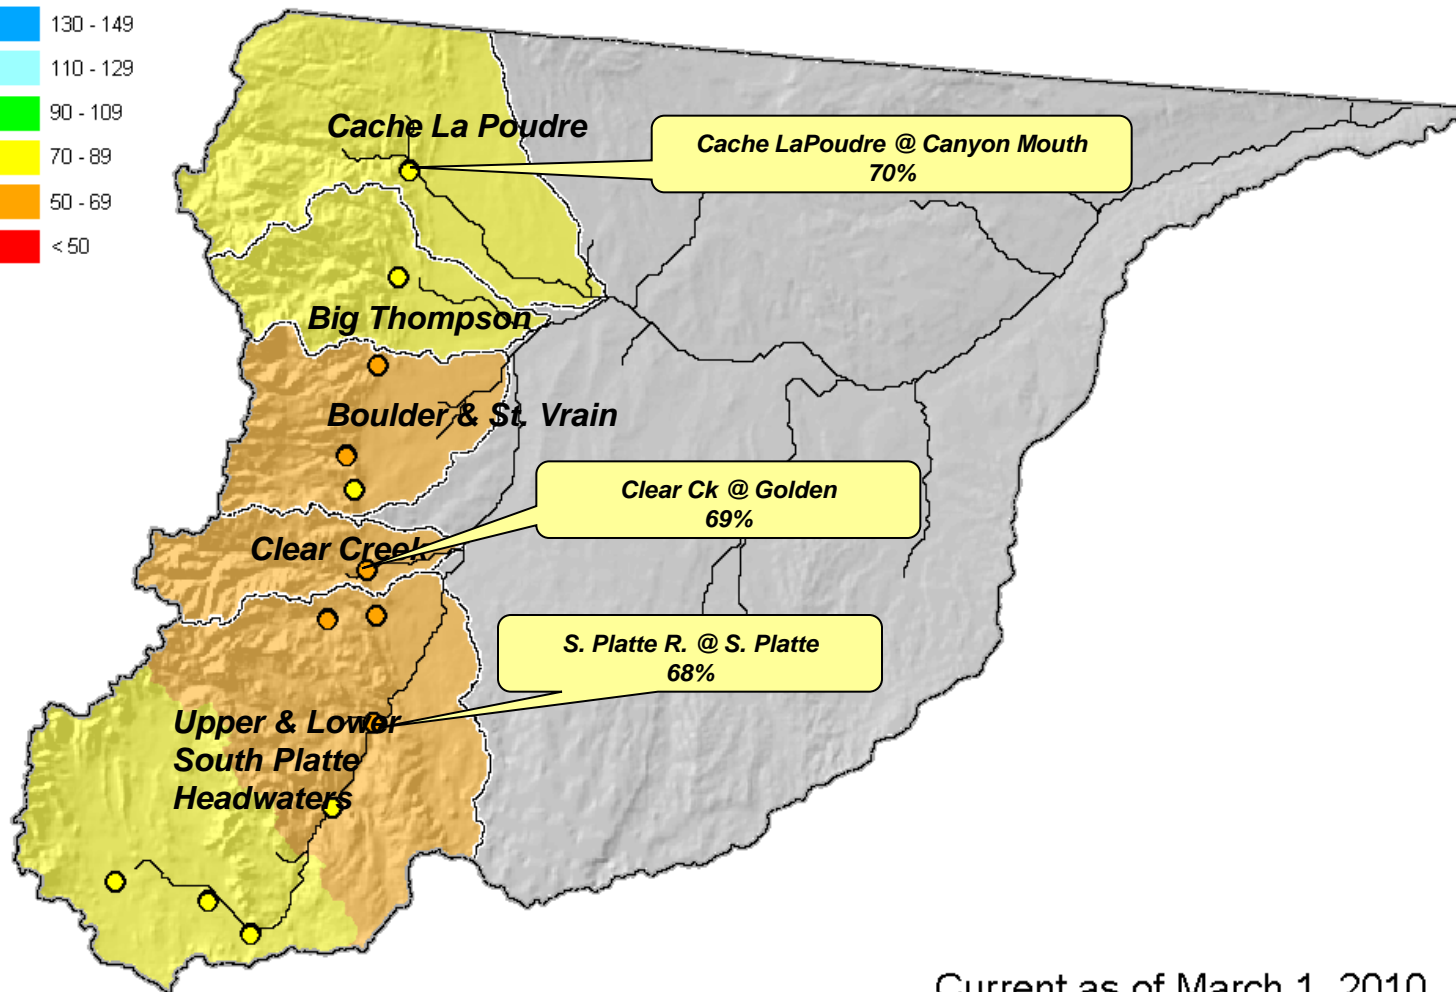 130 - 149
110 - 129
90 - 109
70 - 89
50 - 69
< 50
Cache La Poudre
Cache LaPoudre @ Canyon Mouth
70%
Big Thompson
Boulder & St. Vrain
Clear Ck @ Golden
69%
Clear Creek
S. Platte R. @ S. Platte
68%
Upper & Lower
South Platte
Headwaters
Current as of March 1, 2010